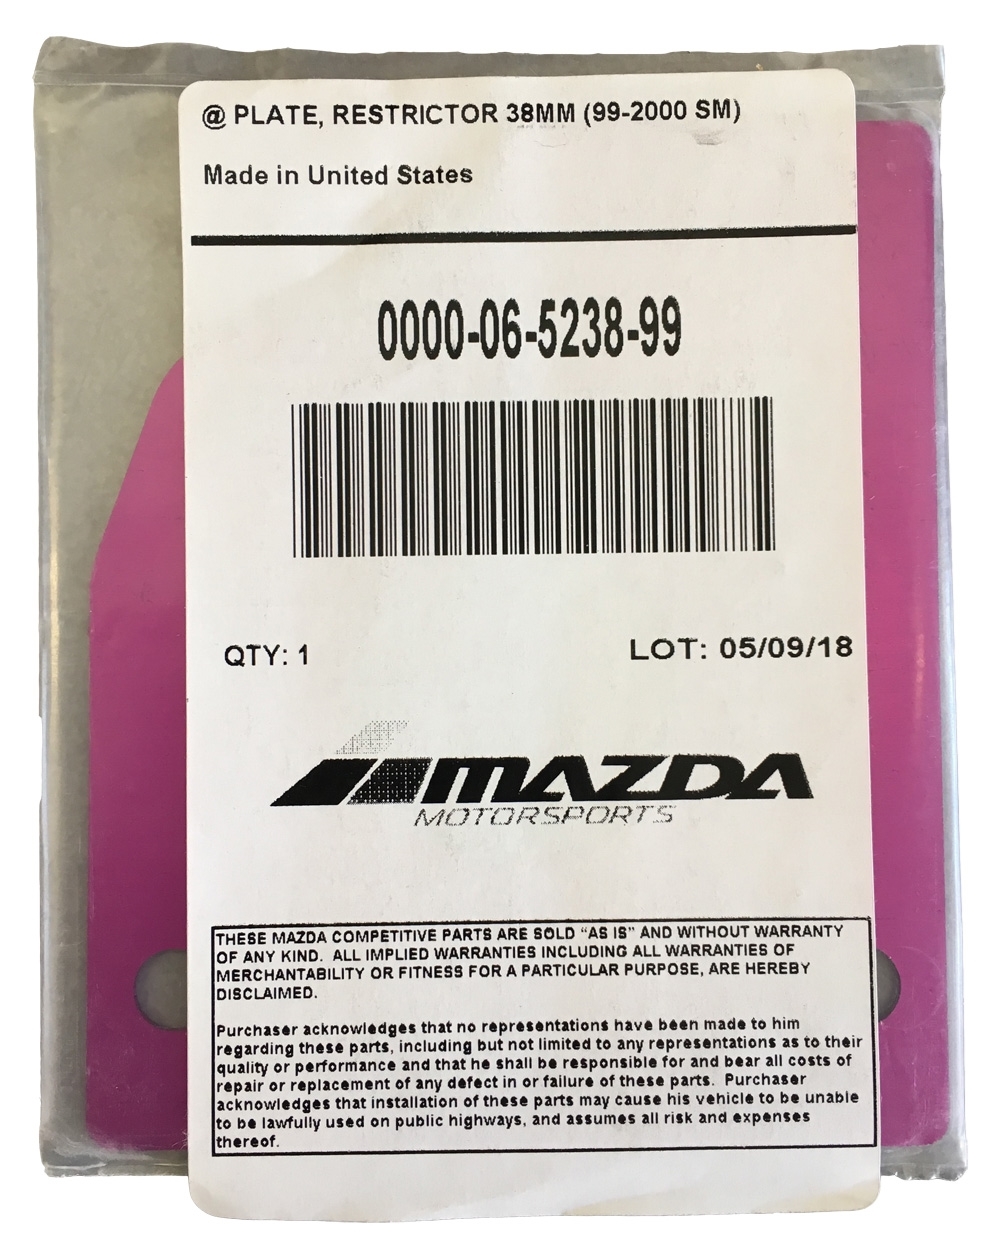 @ PLATE, RESTRICTOR 38MM (99-2000 SM)
Made in United States
0000-06-5238-99
QTY: 1
LOT: 05/09/18
MAZDA
MOTORSPORTS
THESE MAZDA COMPETITIVE PARTS ARE SOLD “AS IS” AND WITHOUT WARRANTY
OF ANY KIND.  ALL IMPLIED WARRANTIES INCLUDING ALL WARRANTIES OF
MERCHANTABILITY OR FITNESS FOR A PARTICULAR PURPOSE, ARE HEREBY
DISCLAIMED.
Purchaser acknowledges that no representations have been made to him
regarding these parts, including but not limited to any representations as to their
quality or performance and that he shall be responsible for and bear all costs of
repair or replacement of any defect in or failure of these parts.  Purchaser
acknowledges that installation of these parts may cause his vehicle to be unable
to be lawfully used on public highways, and assumes all risk and expenses
thereof.